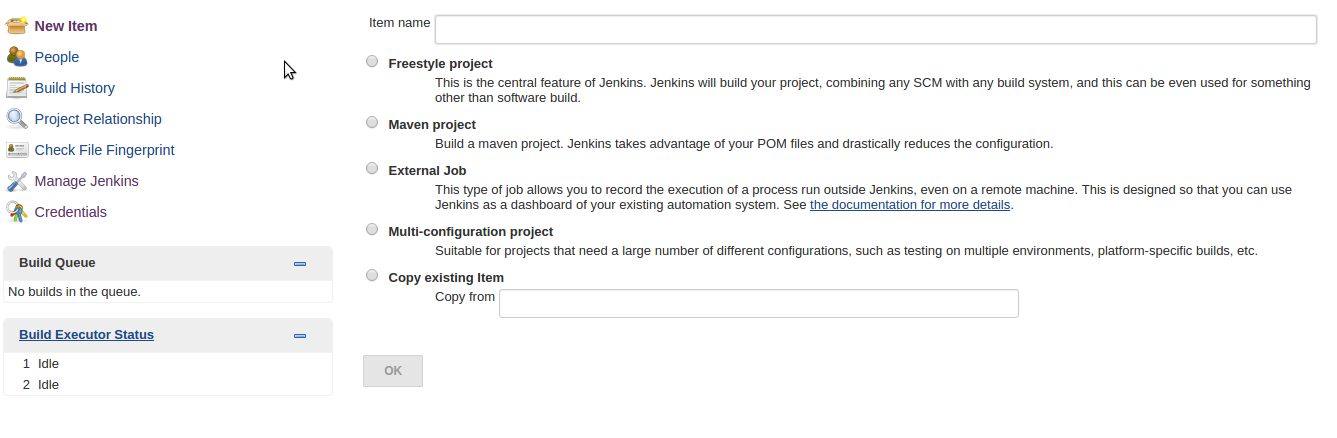 New Item
People
Build History
Project Relationship
Check File Fingerprint
Manage Jenkins
Credentials
Build Queue
No builds in the queue.
Build Executor Status
1 Idle
2 Idle
Item name
Freestyle project
This is the central feature of Jenkins. Jenkins will build your project, combining any SCM with any build system, and this can be even used for something
other than software build.
Maven project
Build a maven project. Jenkins takes advantage of your POM files and drastically reduces the configuration.
External Job
This type of job allows you to record the execution of a process run outside Jenkins, even on a remote machine. This is designed so that you can use
Jenkins as a dashboard of your existing automation system. See the documentation for more details.
Multi-configuration project
Suitable for projects that need a large number of different configurations, such as testing on multiple environments, platform-specific builds, etc.
Copy existing Item
Copy from
OK